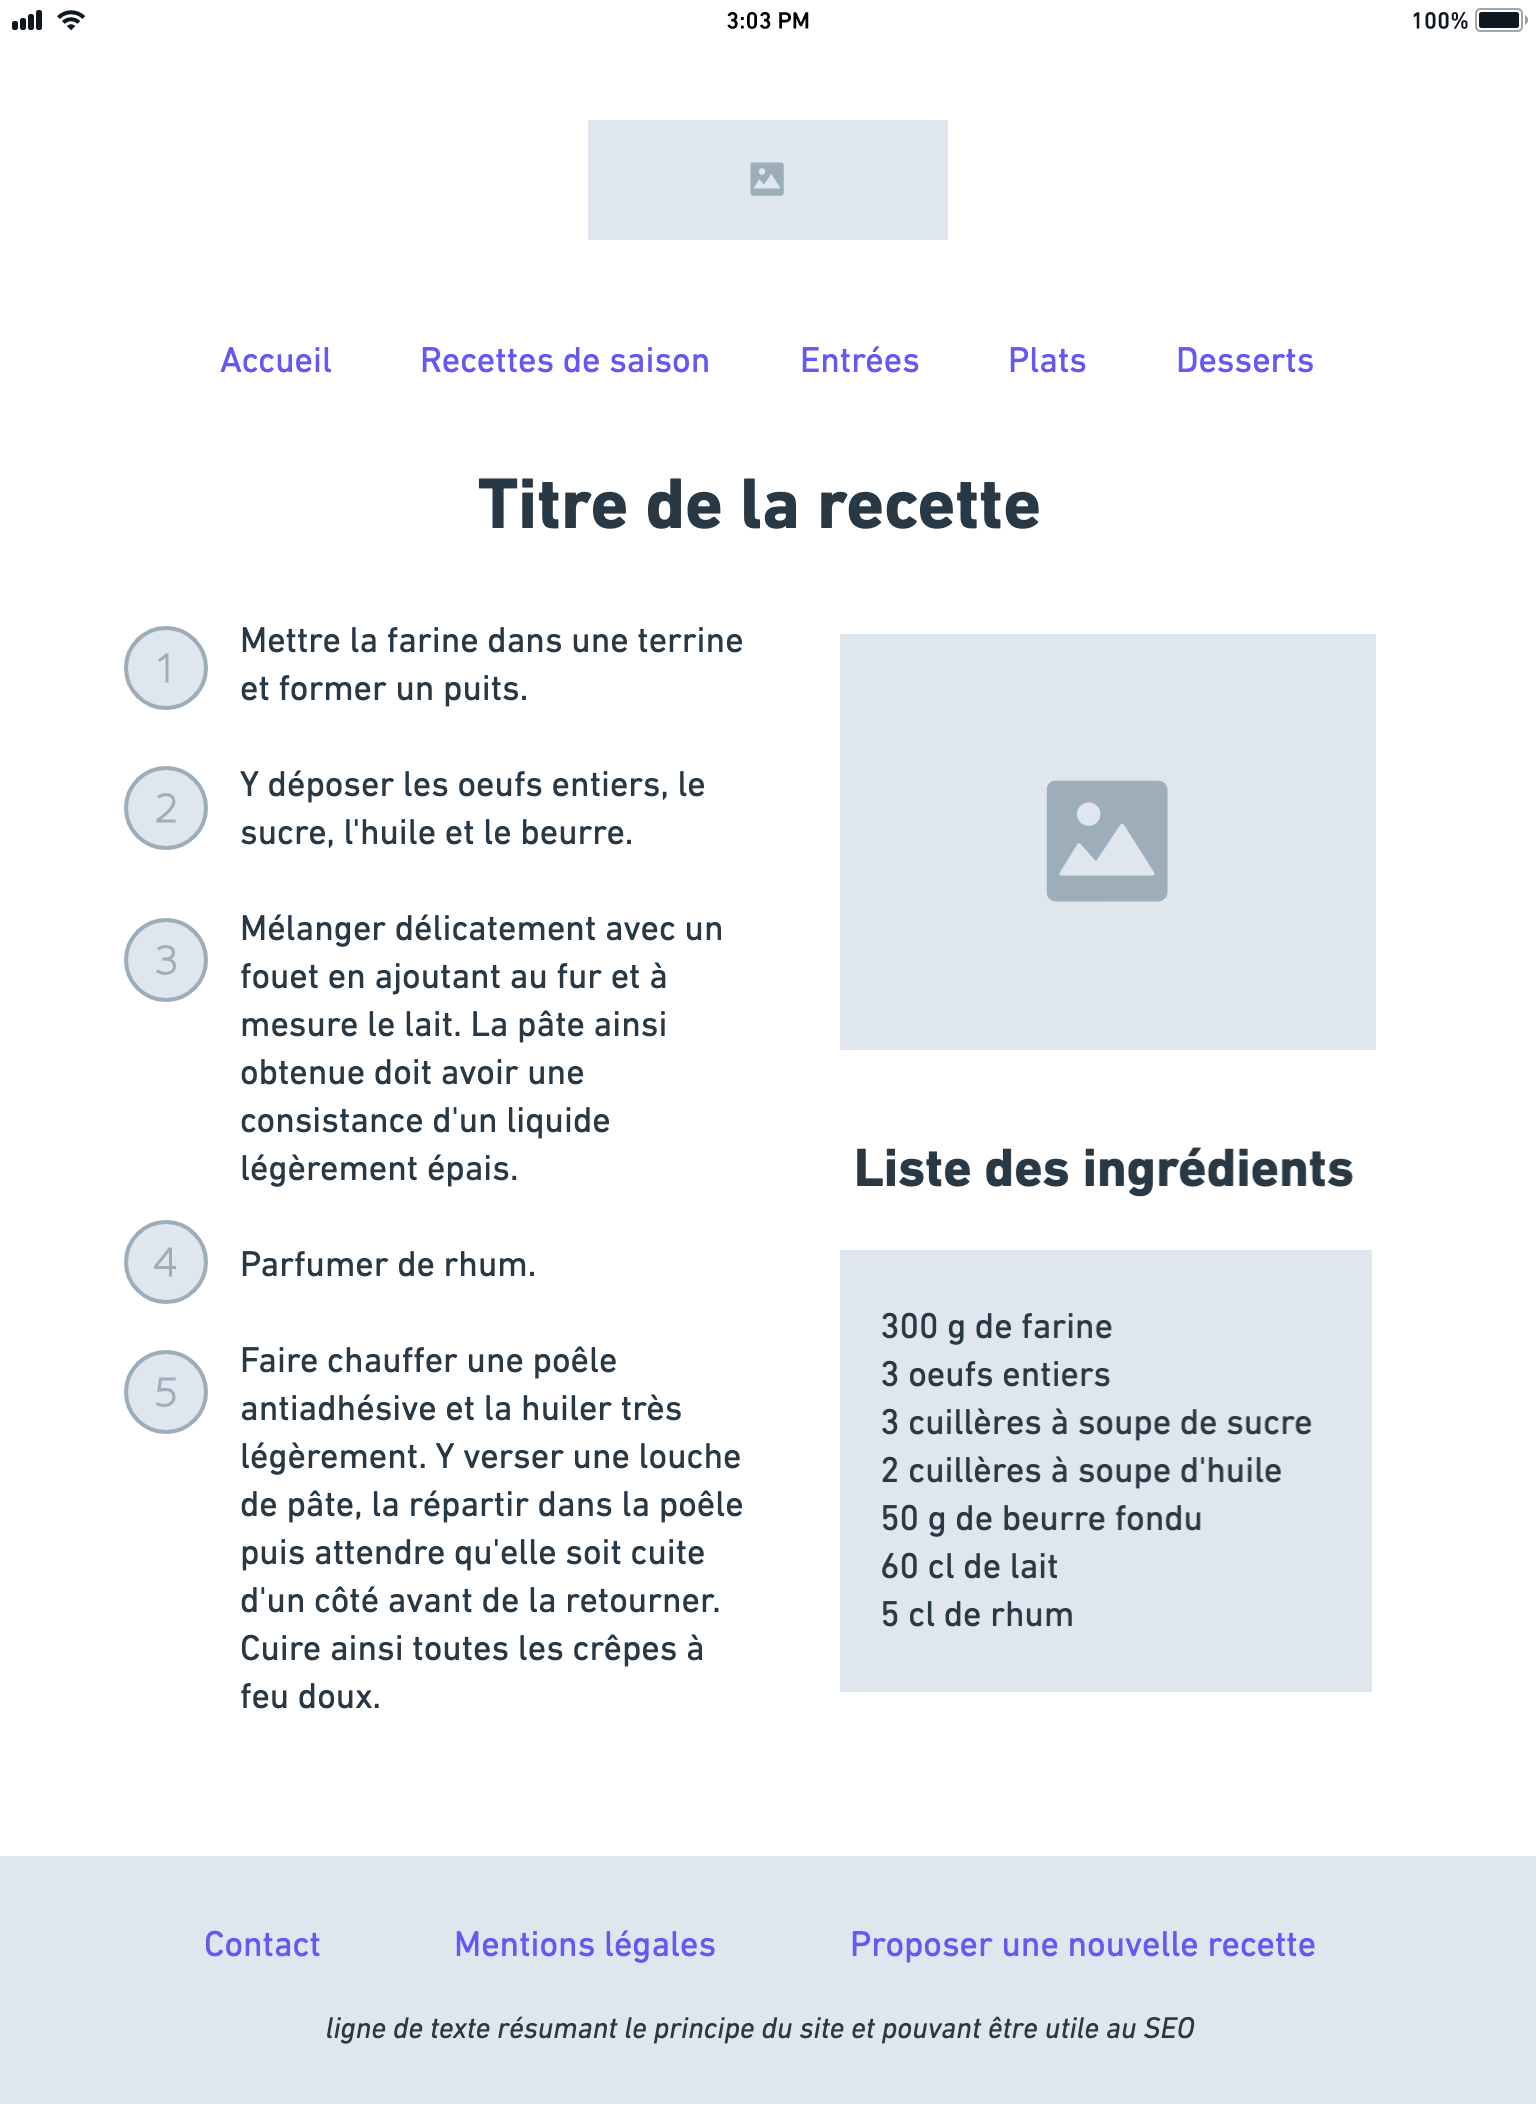 3:03 PM
100%
Accueil Recettes de saison Entrées Plats Desserts
Titre de la recette
1
Mettre la farine dans une terrine
et former un puits.
2
Y déposer les oeufs entiers, le
sucre, l'huile et le beurre.
3
Mélanger délicatement avec un
fouet en ajoutant au fur et à
mesure le lait. La pâte ainsi
obtenue doit avoir une
consistance d'un liquide
légèrement épais.
4
Parfumer de rhum.
5
Faire chauffer une poêle
antiadhésive et la huiler très
légèrement. Y verser une louche
de pâte, la répartir dans la poêle
puis attendre qu'elle soit cuite
d'un côté avant de la retourner.
Cuire ainsi toutes les crêpes à
feu doux.
Liste des ingrédients
300 g de farine
3 oeufs entiers
3 cuillères à soupe de sucre
2 cuillères à soupe d'huile
50 g de beurre fondu
60 cl de lait
5 cl de rhum
Contact Mentions légales Proposer une nouvelle recette
ligne de texte résumant le principe du site et pouvant être utile au SEO